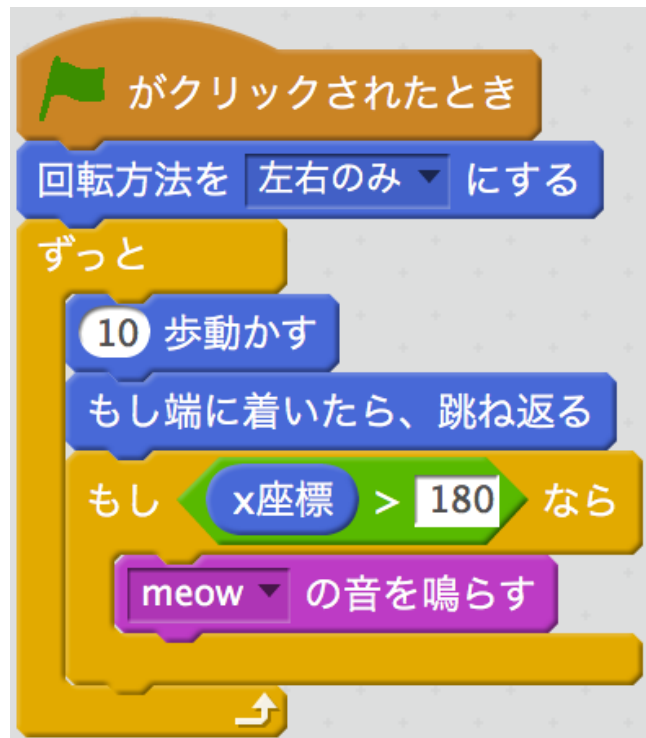 がクリックされたとき
回転方法を 左右のみ にする
ずっと
10 歩動かす
もし端に着いたら、跳ね返る
もし x座標 > 180 なら
meow の音を鳴らす